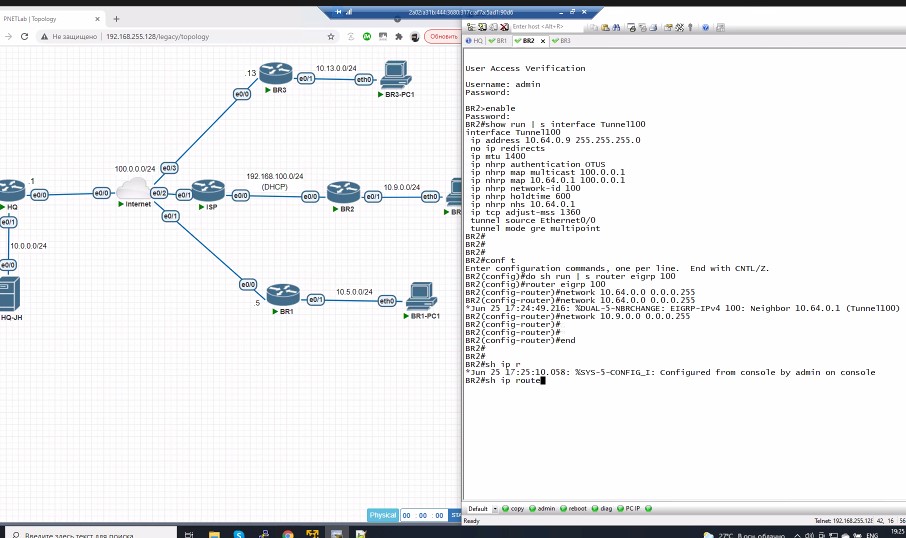 PNETLab | Topology
2a02:a31b:444:3680:317c:af7a:5ad1:90d6
Не защищено | 192.168.255.128/legacy/topology
Обновить
Enter host <Alt+R>
HQ
BR1
BR2
BR3
.13
10.13.0.0/24
e0/1
eth0
BR3
BR3-PC1
e0/0
100.0.0.0/24
e0/3
.1
e0/0
e0/0
e0/2
e0/1
192.168.100.0/24
(DHCP)
e0/0
e0/0
10.9.0.0/24
e0/1
eth0
HQ
Internet
ISP
BR2
BR
e0/1
e0/1
10.0.0.0/24
e0/0
HQ-JH
e0/0
.5
10.5.0.0/24
e0/1
eth0
BR1
BR1-PC1
User Access Verification
Username: admin
Password:
BR2>enable
Password:
BR2#show run | s interface Tunnel100
interface Tunnel100
ip address 10.64.0.9 255.255.255.0
no ip redirects
ip mtu 1400
ip nhrp authentication OTUS
ip nhrp map multicast 100.0.0.1
ip nhrp map 10.64.0.1 100.0.0.1
ip nhrp network-id 100
ip nhrp holdtime 600
ip nhrp nhs 10.64.0.1
ip tcp adjust-mss 1360
tunnel source Ethernet0/0
tunnel mode gre multipoint
BR2#
BR2#
BR2#
BR2#conf t
Enter configuration commands, one per line.  End with CNTL/Z.
BR2(config)#do sh run | s router eigrp 100
BR2(config)#router eigrp 100
BR2(config-router)#network 10.64.0.0 0.0.0.255
BR2(config-router)#network 10.64.0.0 0.0.0.255
*Jun 25 17:24:49.216: %DUAL-5-NBRCHANGE: EIGRP-IPv4 100: Neighbor 10.64.0.1 (Tunnel100)
BR2(config-router)#network 10.9.0.0 0.0.0.255
BR2(config-router)#
BR2(config-router)#
BR2(config-router)#end
BR2#
BR2#
BR2#sh ip r
*Jun 25 17:25:10.058: %SYS-5-CONFIG_I: Configured from console by admin on console
BR2#sh ip route
Physical
00 : 00 : 00
STA
Default
copy
admin
reboot
diag
PC IP
Ready
Telnet: 192.168.255.128
42, 16
56
Введите здесь текст для поиска
27°C
В осн. облачно
ENG
19:25